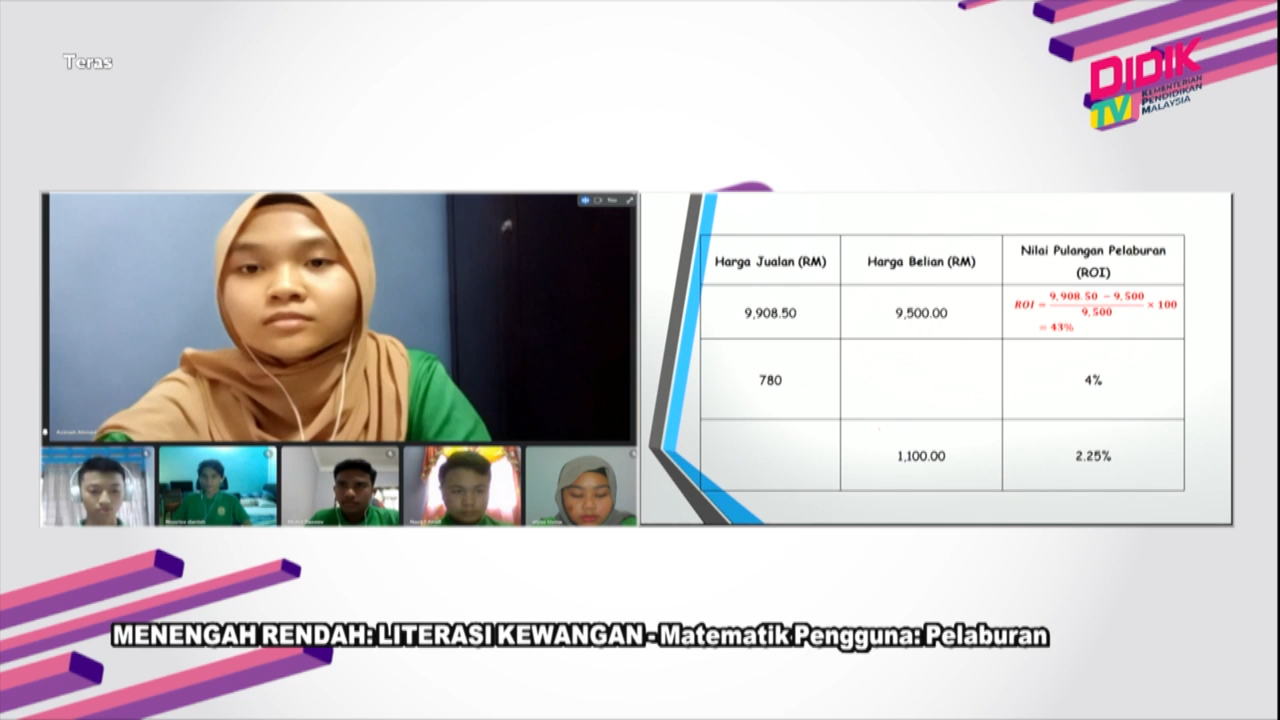 Teras
DIDIK
TV
KEMENTERIAN
PENDIDIKAN
MALAYSIA
Harga Jualan (RM)
Harga Belian (RM)
Nilai Pulangan Pelaburan
(ROI)
9,908.50
9,500.00
ROI = 9,908.50 − 9,500 / 9,500 × 100
= 43%
780
4%
1,100.00
2.25%
MENENGAH RENDAH: LITERASI KEWANGAN - Matematik Pengguna: Pelaburan